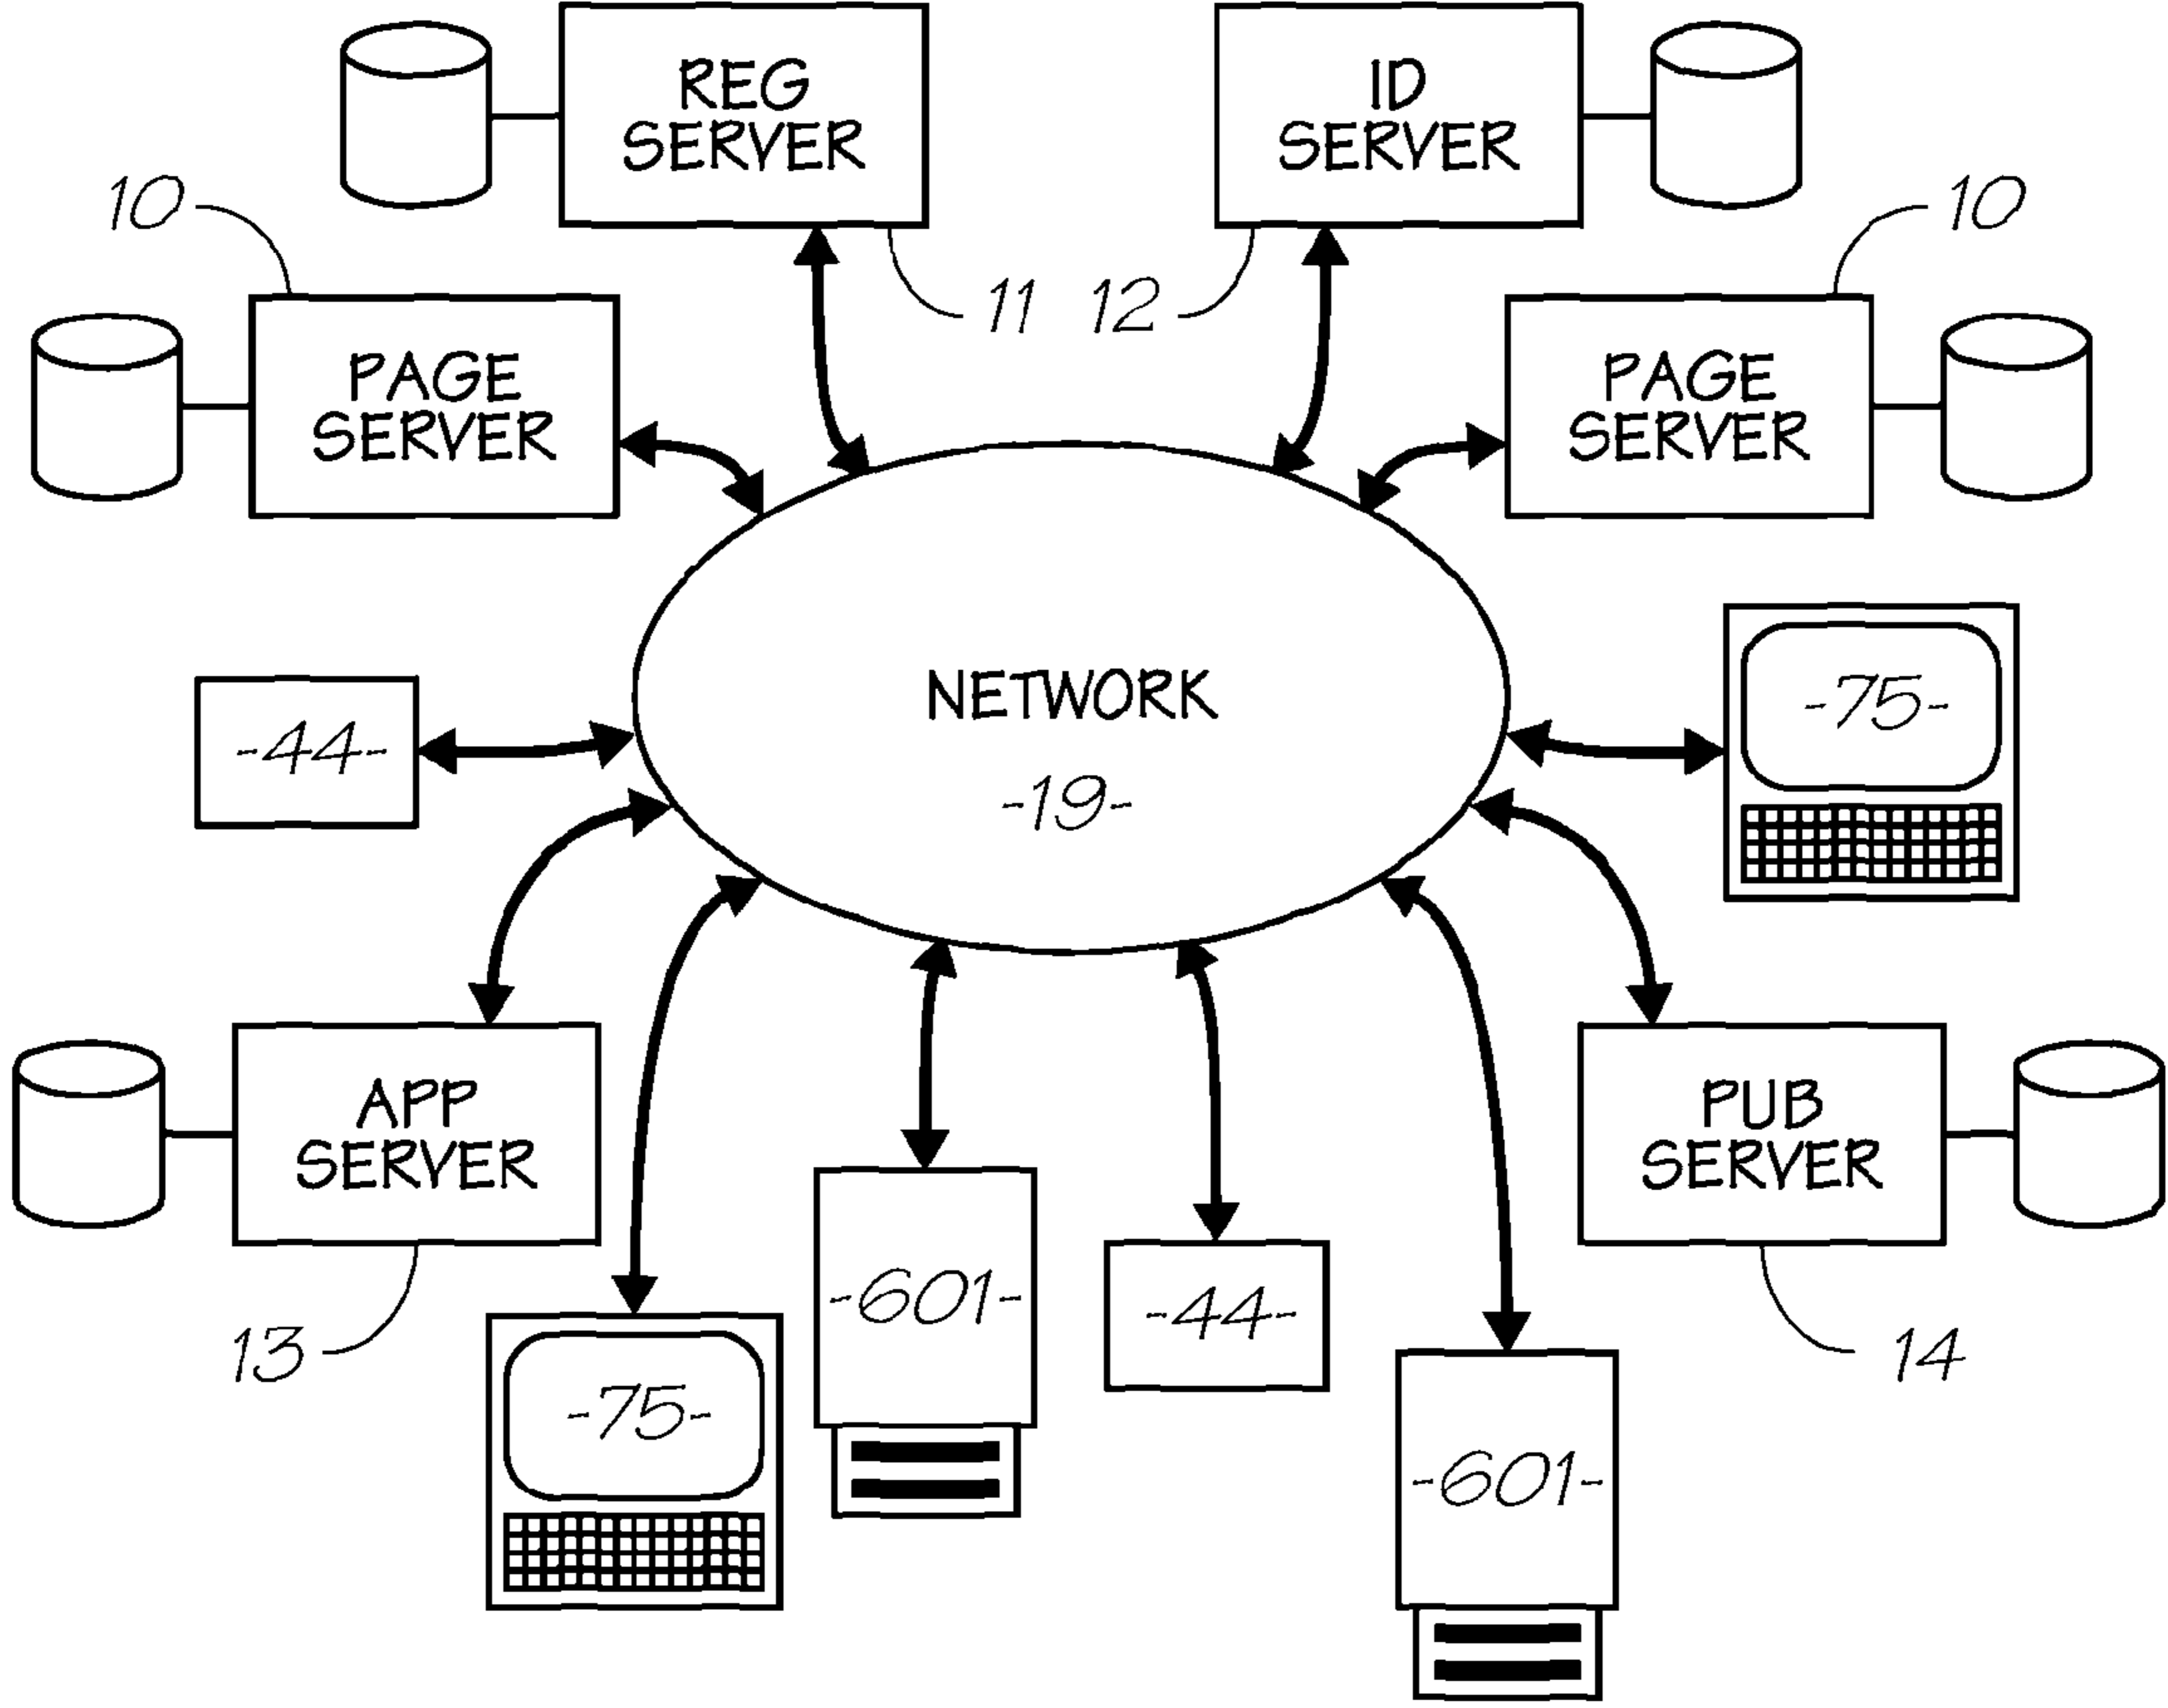 REG
SERVER
ID
SERVER
10
10
11
12
PAGE
SERVER
PAGE
SERVER
NETWORK
-19-
-75-
-44-
APP
SERVER
PUB
SERVER
-601-
-44-
13
14
-75-
-601-